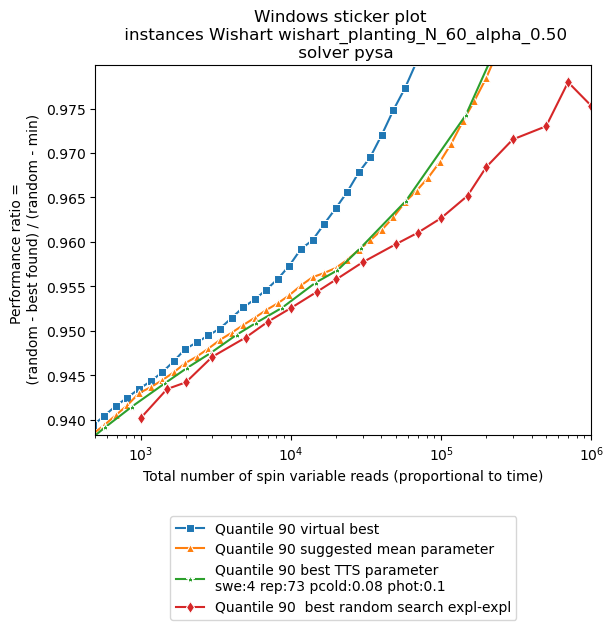 Windows sticker plot
instances Wishart wishart_planting_N_60_alpha_0.50
solver pysa
Performance ratio =
(random - best found) / (random - min)
0.975
0.970
0.965
0.960
0.955
0.950
0.945
0.940
10³
10⁴
10⁵
10⁶
Total number of spin variable reads (proportional to time)
Quantile 90 virtual best
Quantile 90 suggested mean parameter
Quantile 90 best TTS parameter
swe:4 rep:73 pcold:0.08 phot:0.1
Quantile 90  best random search expl-expl